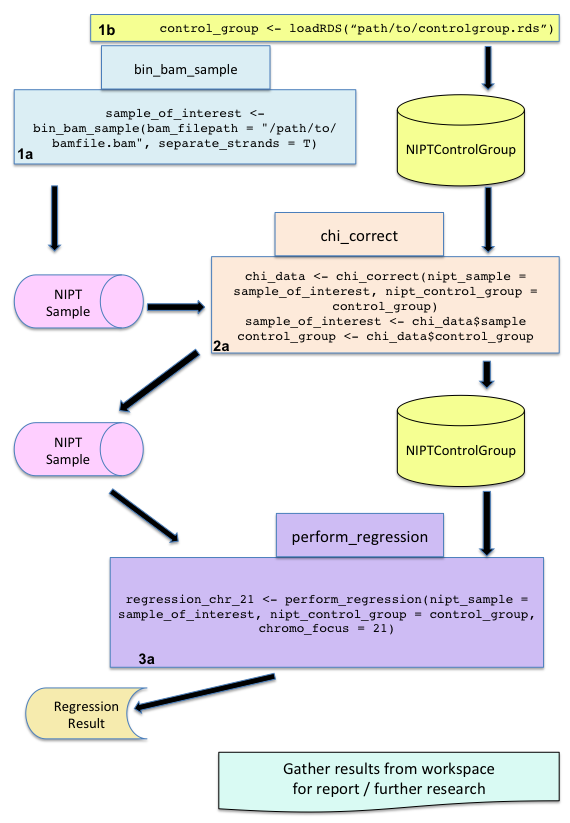 1b control_group <- loadRDS(“path/to/controlgroup.rds”)
bin_bam_sample
sample_of_interest <-
bin_bam_sample(bam_filepath = "/path/to/
bamfile.bam", separate_strands = T)
1a
NIPTControlGroup
chi_correct
chi_data <- chi_correct(nipt_sample =
sample_of_interest, nipt_control_group =
control_group)
sample_of_interest <- chi_data$sample
control_group <- chi_data$control_group
2a
NIPT
Sample
NIPT
Sample
NIPTControlGroup
perform_regression
regression_chr_21 <- perform_regression(nipt_sample =
sample_of_interest, nipt_control_group = control_group,
chromo_focus = 21)
3a
Regression
Result
Gather results from workspace
for report / further research